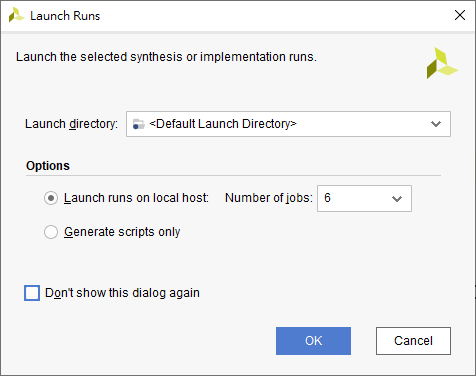 Launch Runs
Launch the selected synthesis or implementation runs.
Launch directory: <Default Launch Directory>
Options
Launch runs on local host: Number of jobs: 6
Generate scripts only
Don't show this dialog again
OK Cancel